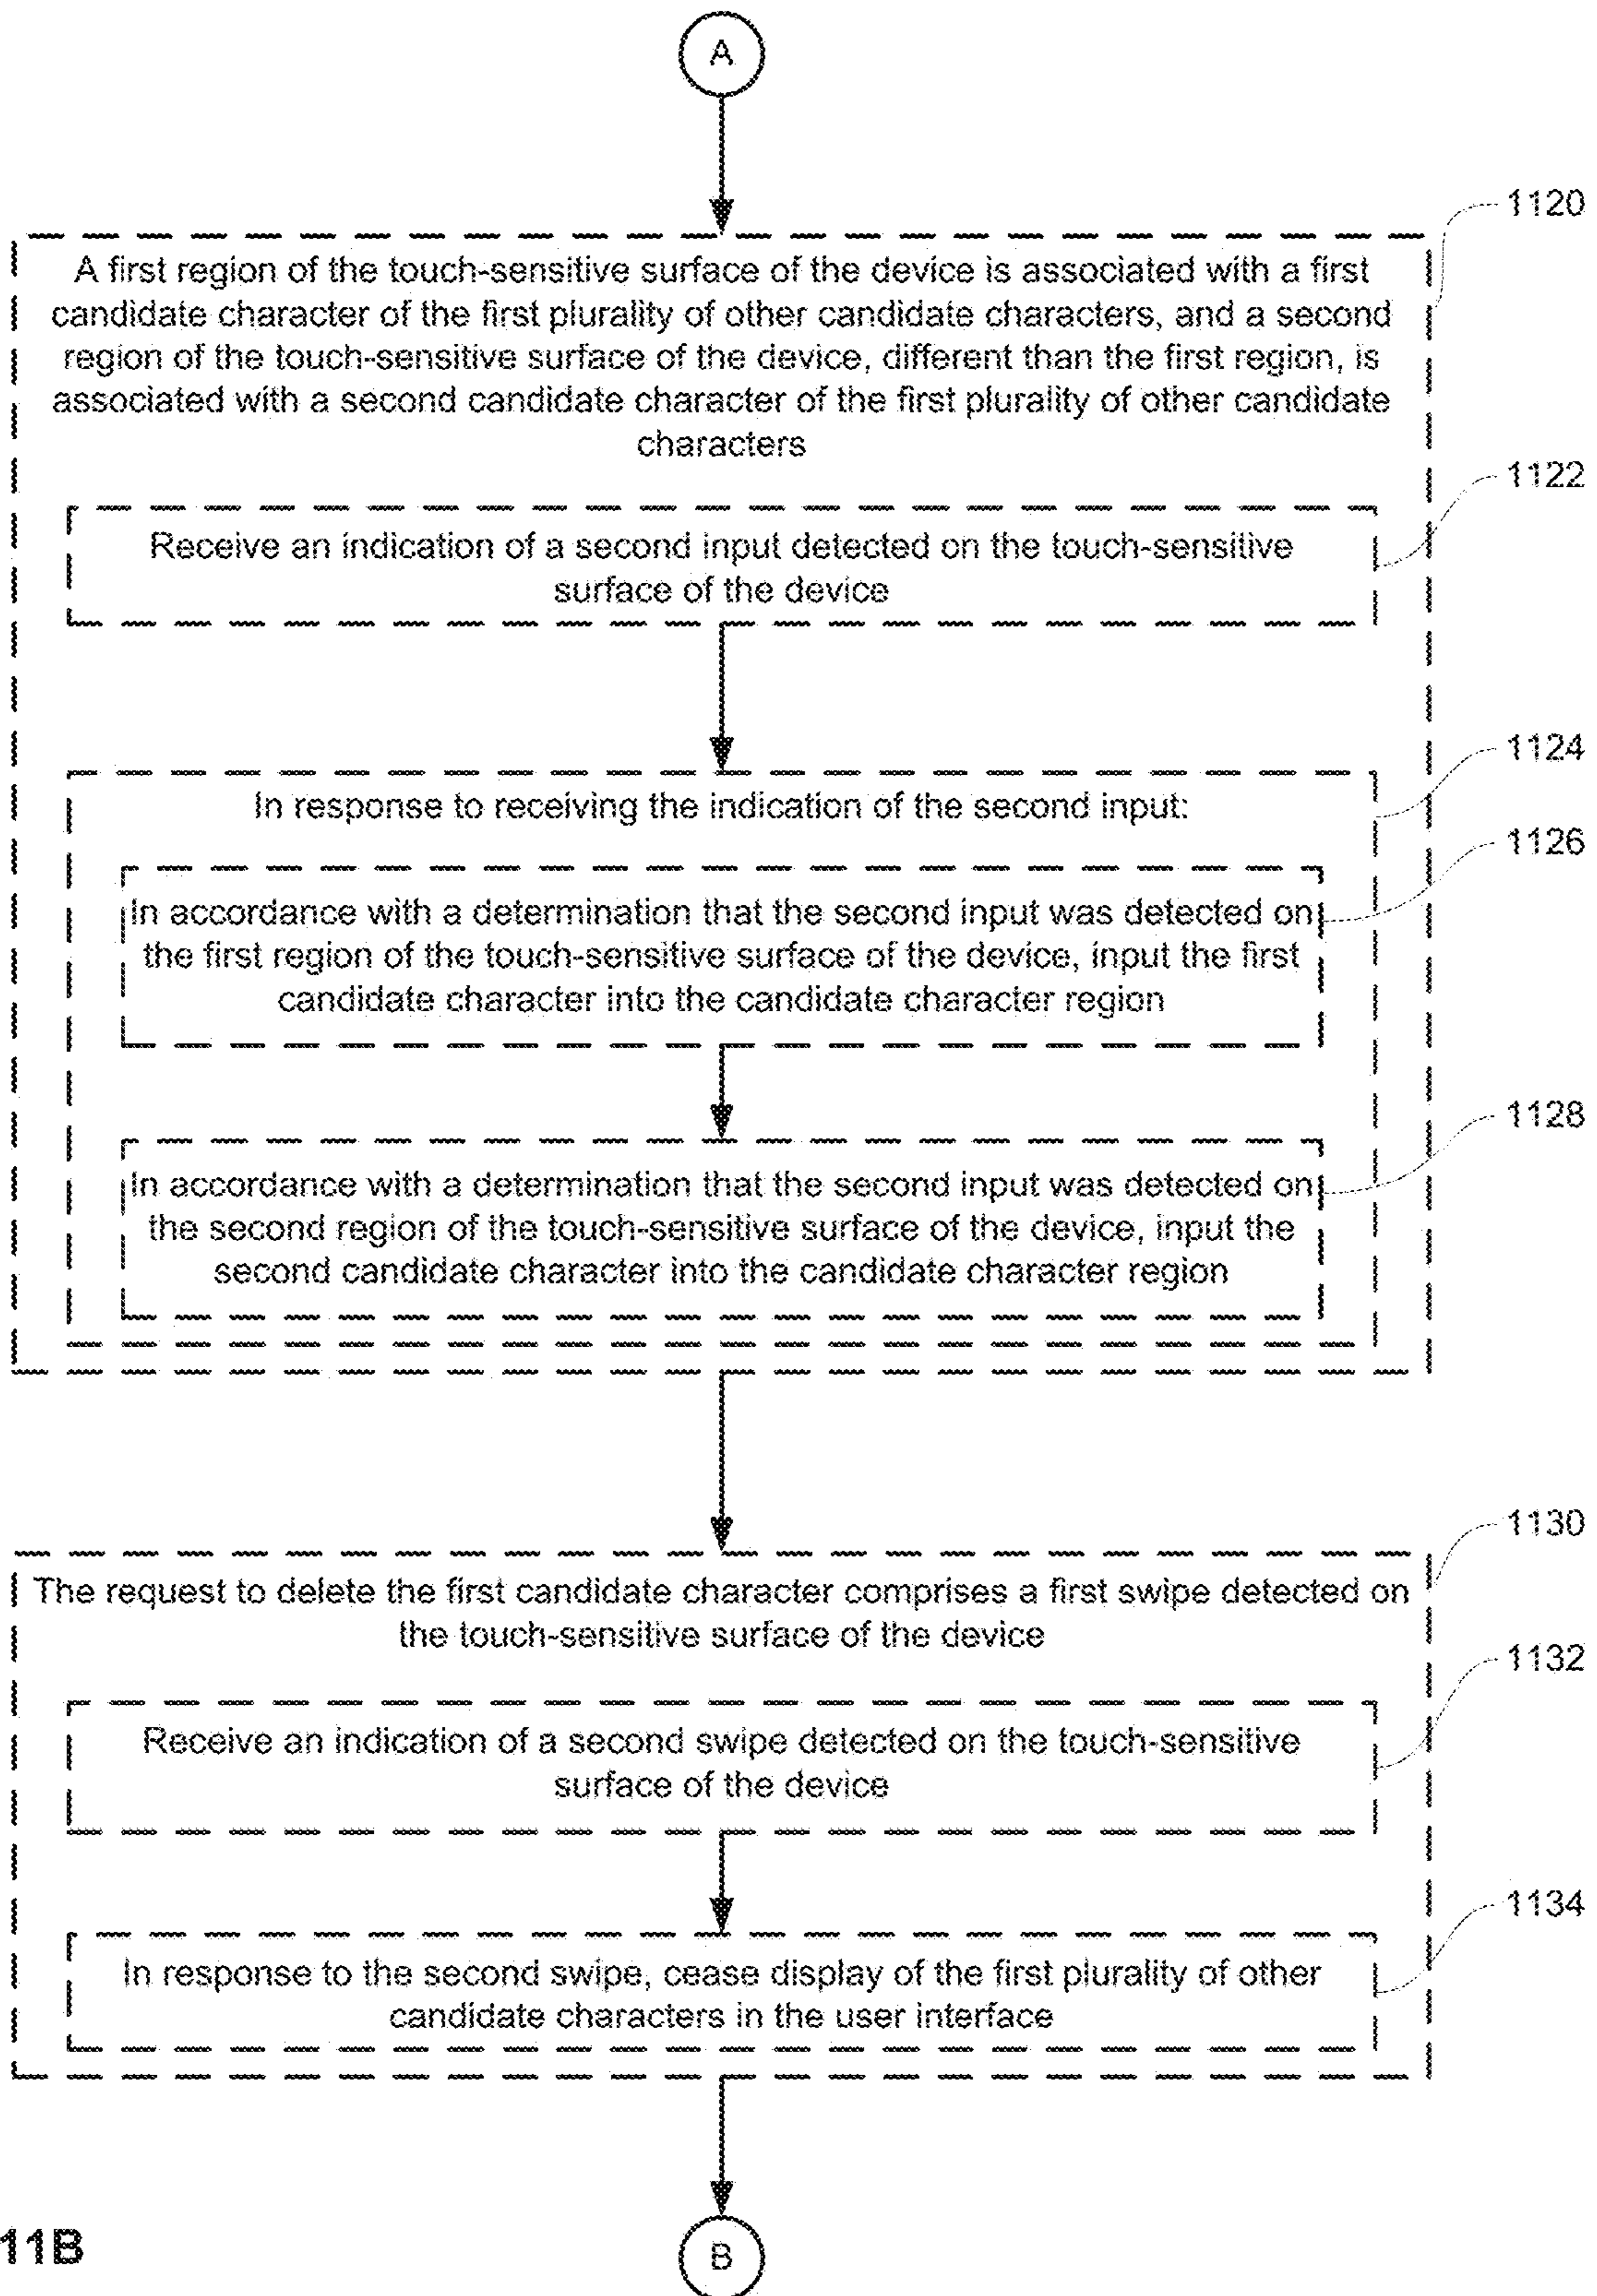 A
1120
A first region of the touch-sensitive surface of the device is associated with a first
candidate character of the first plurality of other candidate characters, and a second
region of the touch-sensitive surface of the device, different than the first region, is
associated with a second candidate character of the first plurality of other candidate
characters
1122
Receive an indication of a second input detected on the touch-sensitive
surface of the device
1124
In response to receiving the indication of the second input:
1126
In accordance with a determination that the second input was detected on
the first region of the touch-sensitive surface of the device, input the first
candidate character into the candidate character region
1128
In accordance with a determination that the second input was detected on
the second region of the touch-sensitive surface of the device, input the
second candidate character into the candidate character region
1130
The request to delete the first candidate character comprises a first swipe detected on
the touch-sensitive surface of the device
1132
Receive an indication of a second swipe detected on the touch-sensitive
surface of the device
1134
In response to the second swipe, cease display of the first plurality of other
candidate characters in the user interface
11B
B